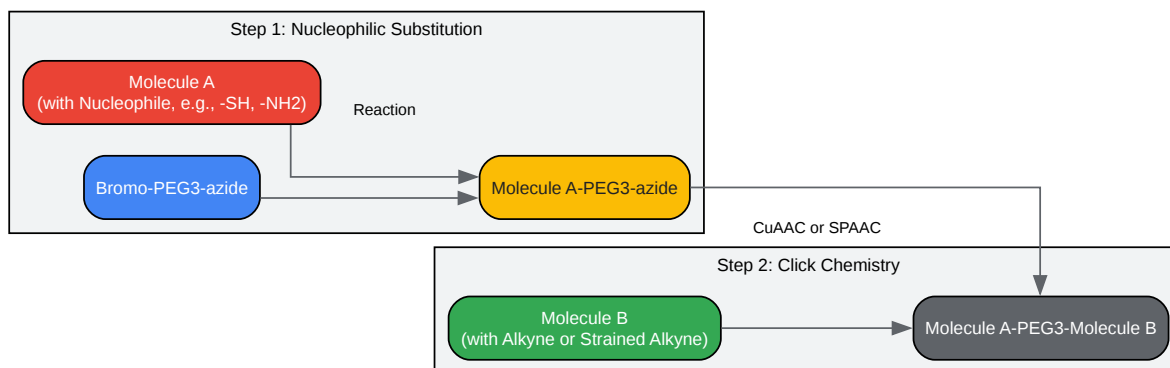 Step 1: Nucleophilic Substitution
Molecule A
(with Nucleophile, e.g., -SH, -NH2)
Reaction
Bromo-PEG3-azide
Molecule A-PEG3-azide
CuAAC or SPAAC
Step 2: Click Chemistry
Molecule B
(with Alkyne or Strained Alkyne)
Molecule A-PEG3-Molecule B